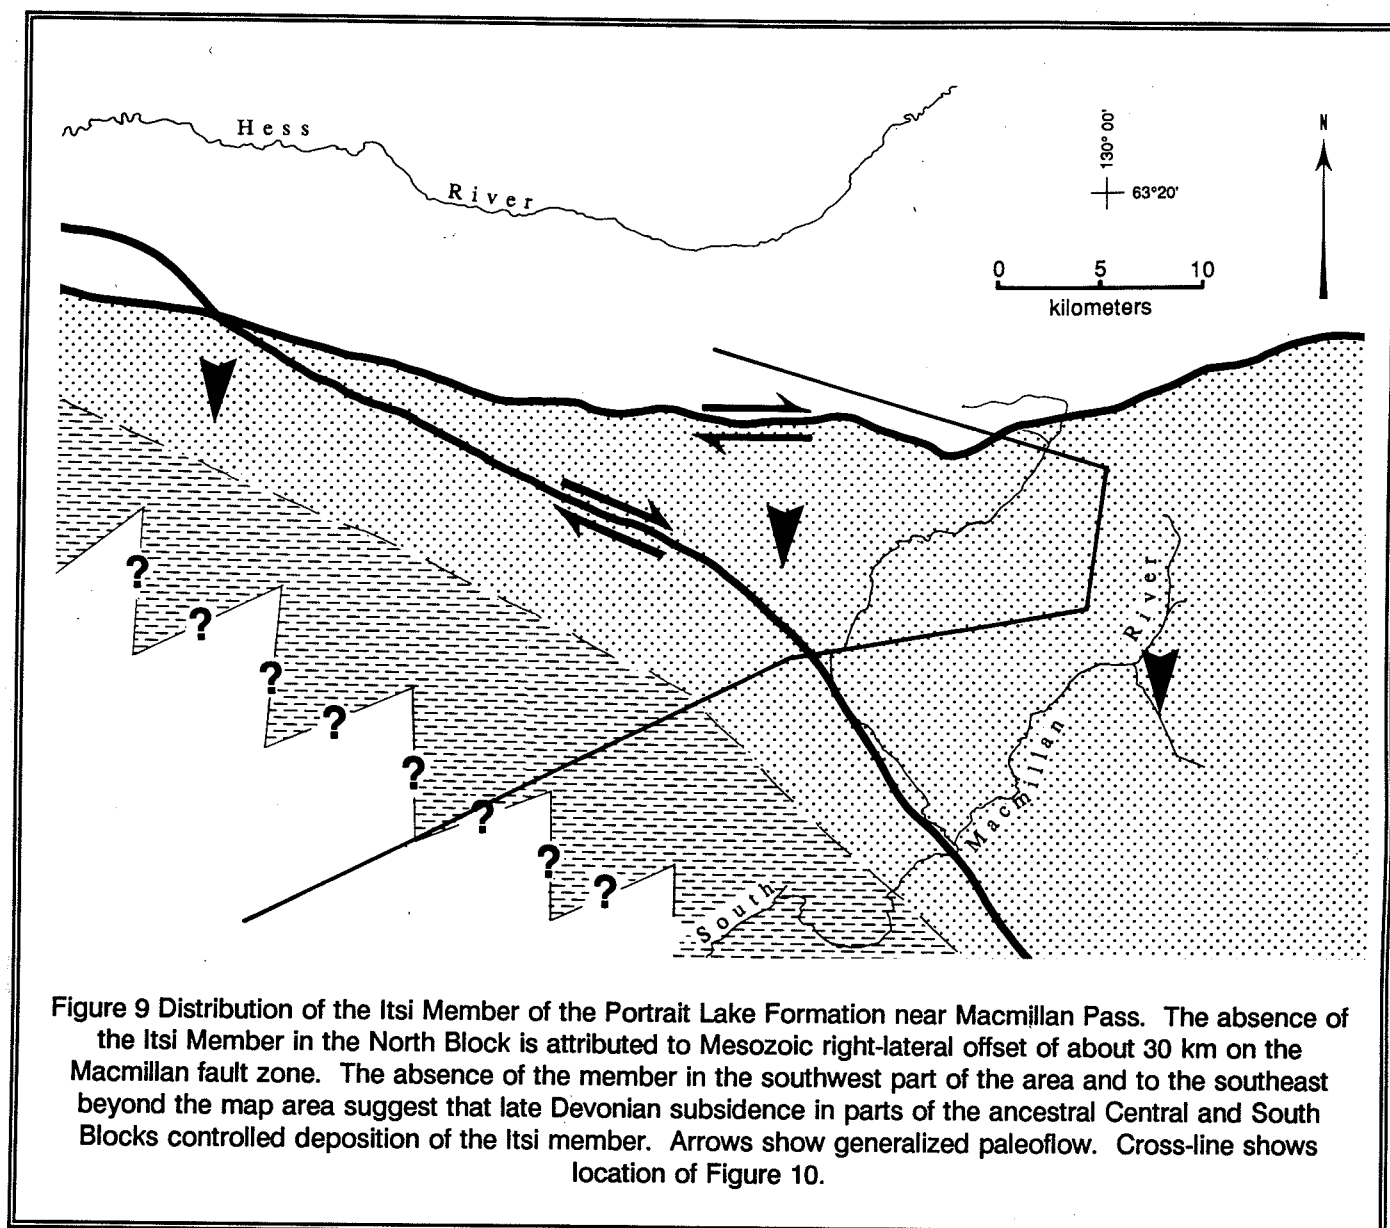 Hess
River
130° 00'
63°20'
N
0 5 10
kilometers
?
?
?
?
?
?
?
?
River
Macmillan
South
Figure 9 Distribution of the Itsi Member of the Portrait Lake Formation near Macmillan Pass. The absence of
the Itsi Member in the North Block is attributed to Mesozoic right-lateral offset of about 30 km on the
Macmillan fault zone. The absence of the member in the southwest part of the area and to the southeast
beyond the map area suggest that late Devonian subsidence in parts of the ancestral Central and South
Blocks controlled deposition of the Itsi member. Arrows show generalized paleoflow. Cross-line shows
location of Figure 10.